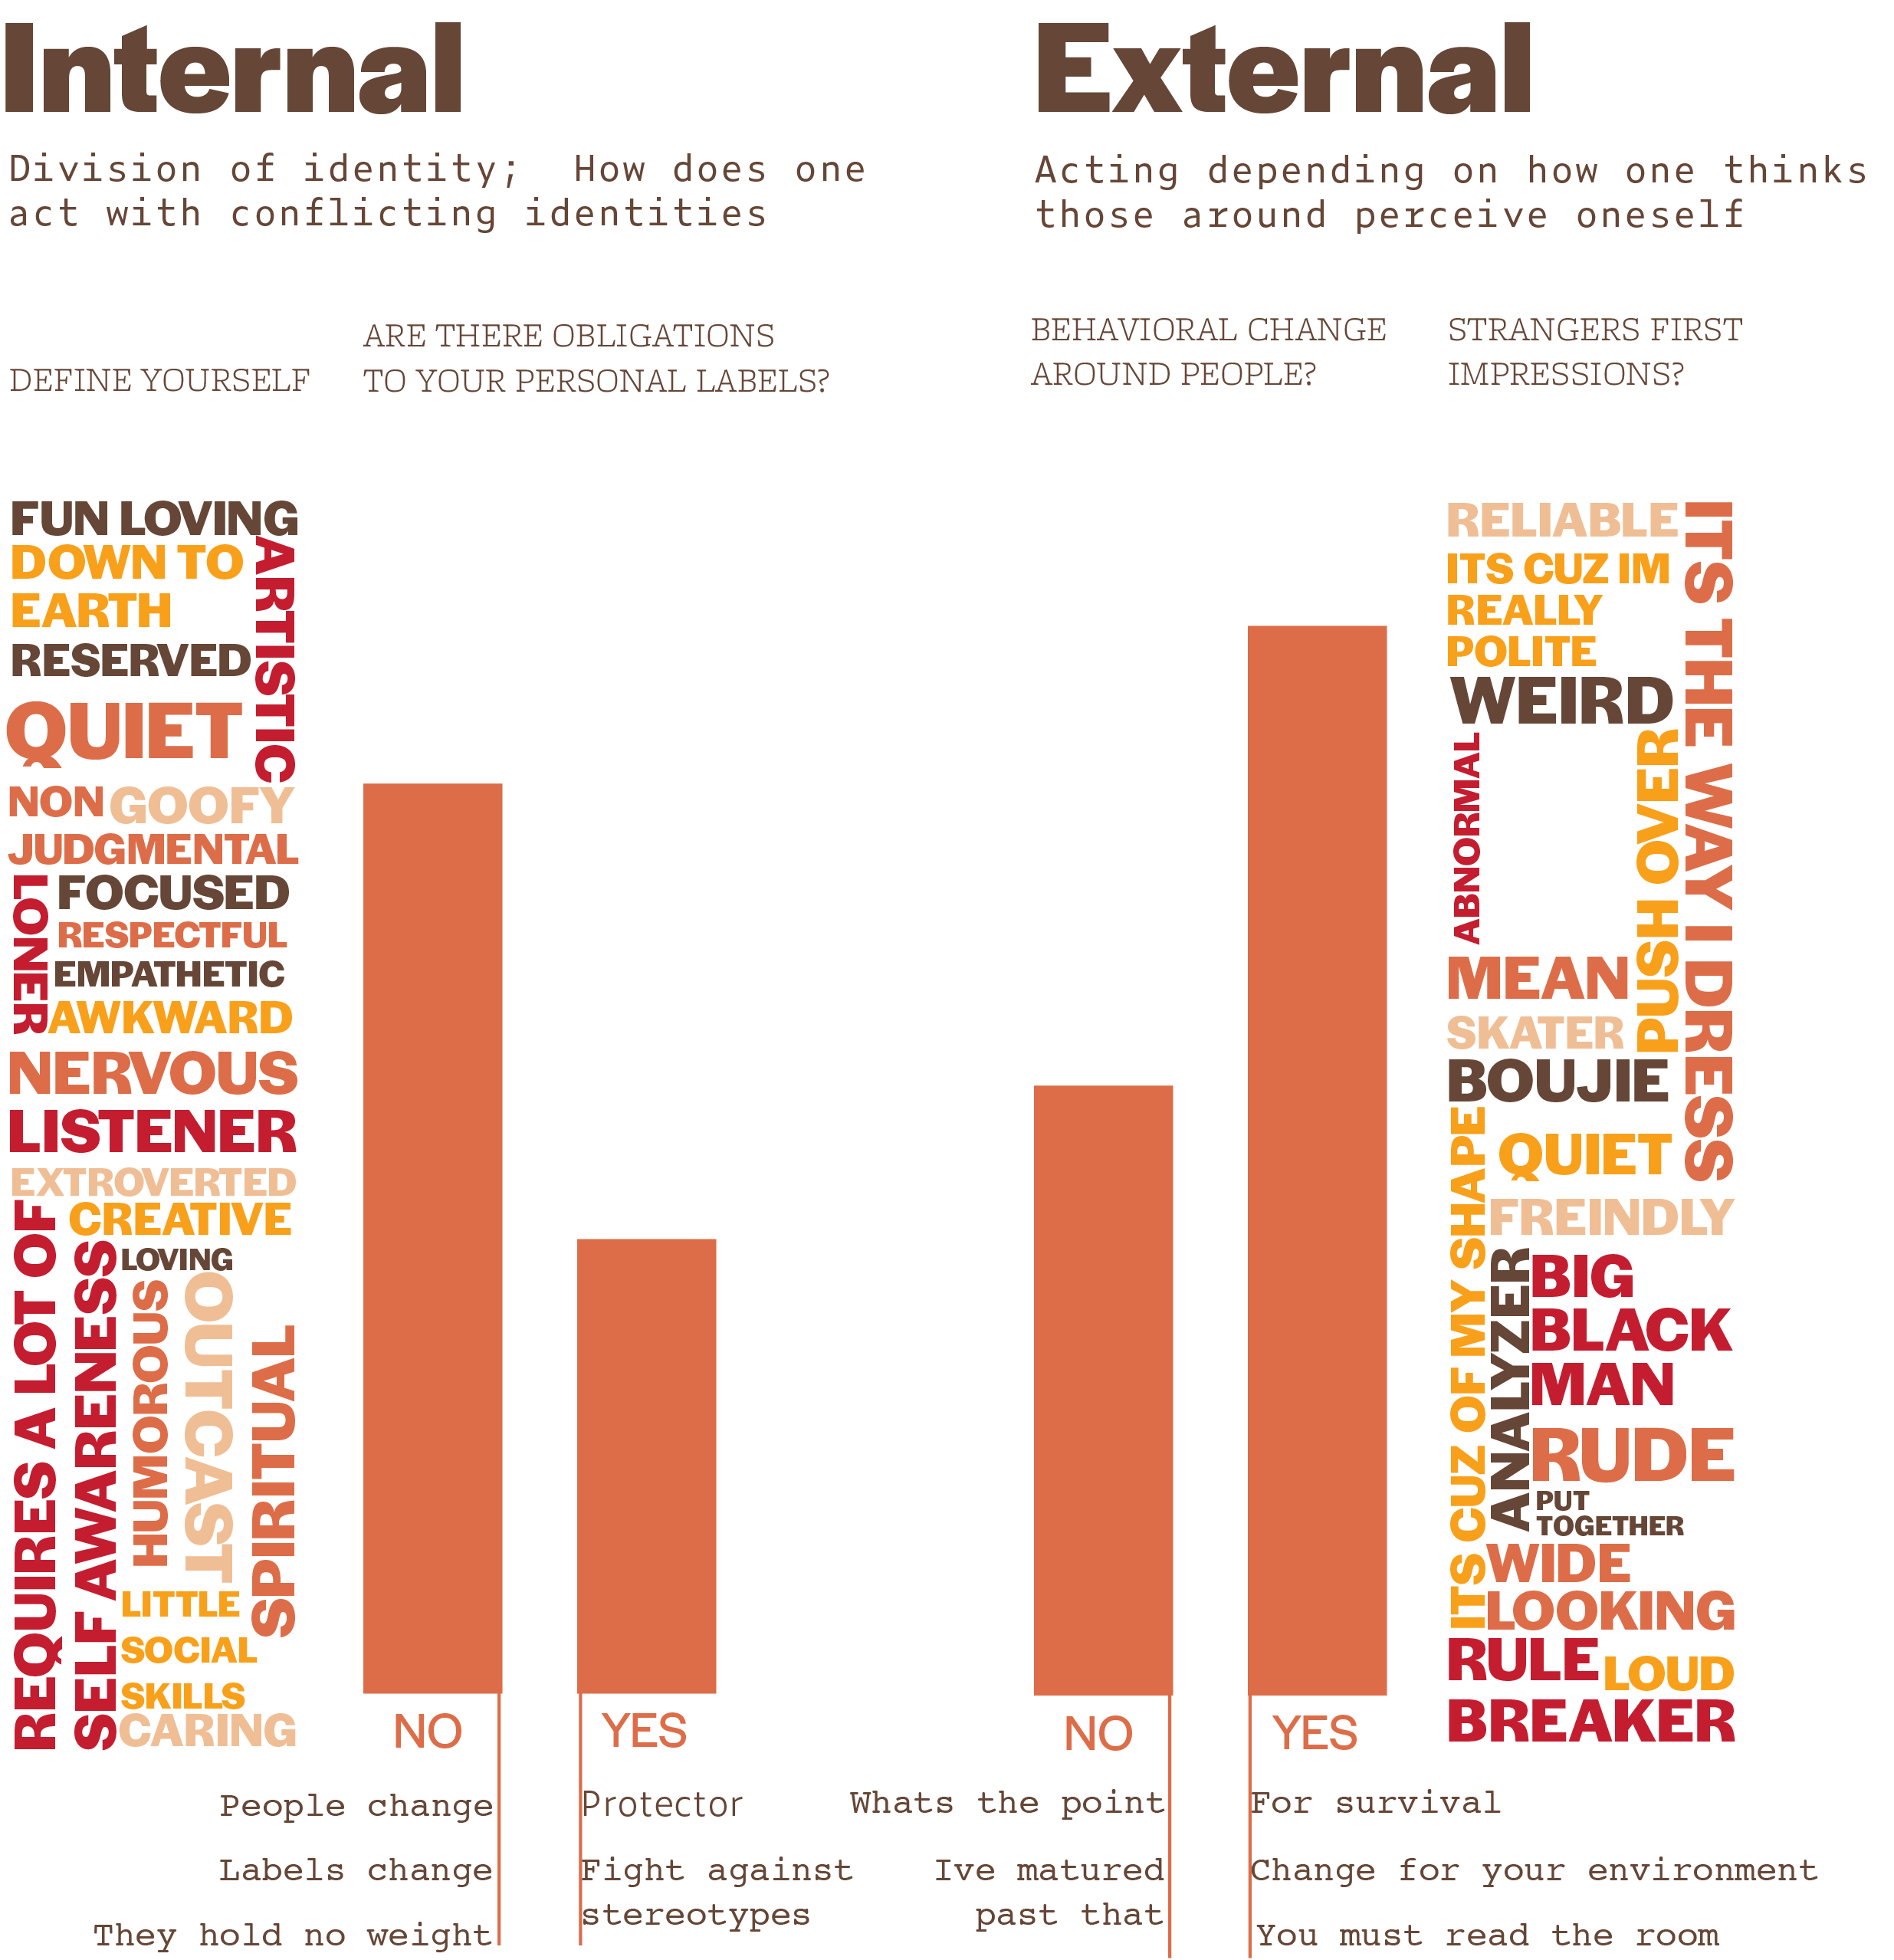 Internal
Division of identity;  How does one
act with conflicting identities
DEFINE YOURSELF
ARE THERE OBLIGATIONS
TO YOUR PERSONAL LABELS?
FUN LOVING
ARTISTIC
DOWN TO
EARTH
RESERVED
QUIET
NON
JUDGMENTAL
GOOFY
LONER
FOCUSED
RESPECTFUL
EMPATHETIC
AWKWARD
NERVOUS
LISTENER
EXTROVERTED
CREATIVE
REQUIRES A LOT OF
SELF AWARENESS
LOVING
HUMOROUS
OUTCAST
SPIRITUAL
LITTLE
SOCIAL
SKILLS
CARING
NO
YES
People change
Labels change
They hold no weight
Protector
Fight against
stereotypes
External
Acting depending on how one thinks
those around perceive oneself
BEHAVIORAL CHANGE
AROUND PEOPLE?
STRANGERS FIRST
IMPRESSIONS?
NO
YES
Whats the point
Ive matured
past that
For survival
Change for your environment
You must read the room
RELIABLE
ITS THE WAY I DRESS
ITS CUZ IM
REALLY
POLITE
WEIRD
ABNORMAL
PUSH OVER
MEAN
SKATER
BOUJIE
ITS CUZ OF MY SHAPE
QUIET
FREINDLY
ANALYZER
BIG
BLACK
MAN
RUDE
PUT
TOGETHER
WIDE
LOOKING
RULE
BREAKER
LOUD